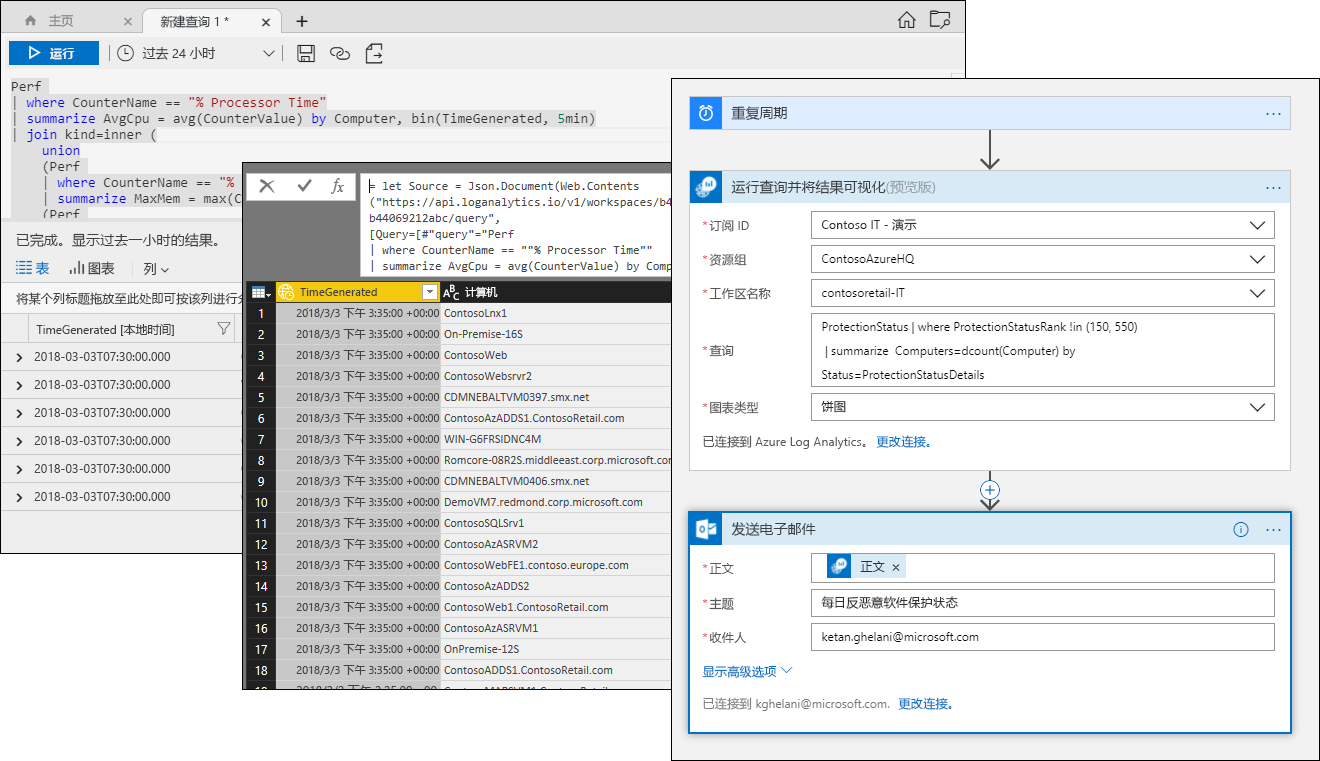 主页
新建查询 1 *
运行
过去 24 小时
Perf
| where CounterName == "% Processor Time"
| summarize AvgCpu = avg(CounterValue) by Computer, bin(TimeGenerated, 5min)
| join kind=inner (
union
(Perf
| where CounterName == "%
| summarize MaxMem = max(C
(Perf
已完成。显示过去一小时的结果。
表
图表
列
将某个列标题拖放至此处即可按该列进行
TimeGenerated [本地时间]
2018-03-03T07:30:00.000
2018-03-03T07:30:00.000
2018-03-03T07:30:00.000
2018-03-03T07:30:00.000
2018-03-03T07:30:00.000
2018-03-03T07:30:00.000
fx
= let Source = Json.Document(Web.Contents
("https://api.loganalytics.io/v1/workspaces/b4
b44069212abc/query",
[Query=[#"query"="Perf
| where CounterName == ""% Processor Time""
| summarize AvgCpu = avg(CounterValue) by Comp
TimeGenerated
ABC 计算机
1 2018/3/3 下午 3:35:00 +00:00 ContosoLnx1
2 2018/3/3 下午 3:35:00 +00:00 On-Premise-16S
3 2018/3/3 下午 3:35:00 +00:00 ContosoWeb
4 2018/3/3 下午 3:35:00 +00:00 ContosoWebsrvr2
5 2018/3/3 下午 3:35:00 +00:00 CDMNEBALTVM0397.smx.net
6 2018/3/3 下午 3:35:00 +00:00 ContosoAzADDS1.ContosoRetail.com
7 2018/3/3 下午 3:35:00 +00:00 WIN-G6FRSIDNC4M
8 2018/3/3 下午 3:35:00 +00:00 Romcore-08R2S.middleeast.corp.microsoft.com
9 2018/3/3 下午 3:35:00 +00:00 CDMNEBALTVM0406.smx.net
10 2018/3/3 下午 3:35:00 +00:00 DemoVM7.redmond.corp.microsoft.com
11 2018/3/3 下午 3:35:00 +00:00 ContosoSQLSrv1
12 2018/3/3 下午 3:35:00 +00:00 ContosoAzASRVM2
13 2018/3/3 下午 3:35:00 +00:00 ContosoWebFE1.contoso.europe.com
14 2018/3/3 下午 3:35:00 +00:00 ContosoAzADDS2
15 2018/3/3 下午 3:35:00 +00:00 ContosoWeb1.ContosoRetail.com
16 2018/3/3 下午 3:35:00 +00:00 ContosoAzASRVM1
17 2018/3/3 下午 3:35:00 +00:00 OnPremise-12S
18 2018/3/3 下午 3:35:00 +00:00 ContosoADDS1.ContosoRetail.com
重复周期
运行查询并将结果可视化(预览版)
*订阅 ID Contoso IT - 演示
*资源组 ContosoAzureHQ
*工作区名称 contosoretail-IT
*查询
ProtectionStatus | where ProtectionStatusRank !in (150, 550)
| summarize Computers=dcount(Computer) by
Status=ProtectionStatusDetails
*图表类型 饼图
已连接到 Azure Log Analytics。 更改连接。
发送电子邮件
*正文 正文 ×
*主题 每日反恶意软件保护状态
*收件人 ketan.ghelani@microsoft.com
显示高级选项
已连接到 kghelani@microsoft.com. 更改连接。